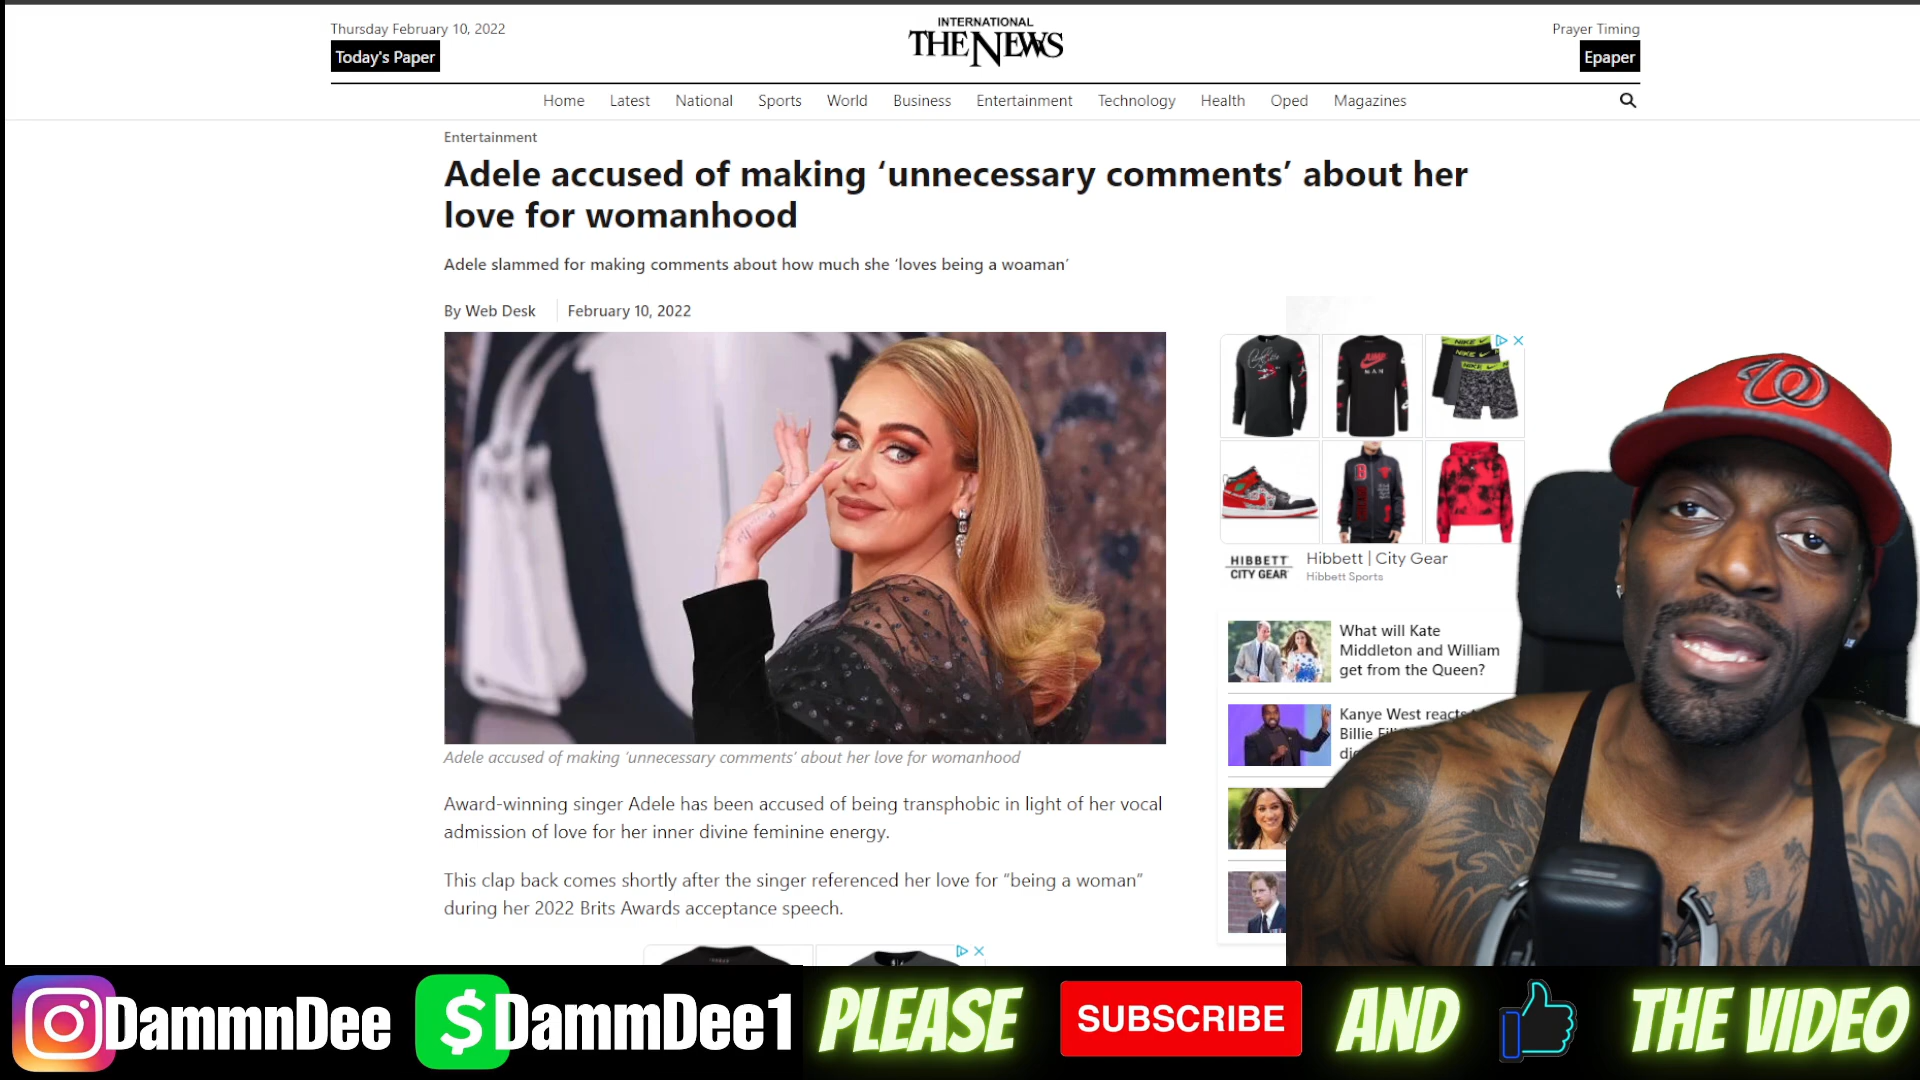 Thursday February 10, 2022
Today's Paper
INTERNATIONAL
THE NEWS
Prayer Timing
Epaper
Home Latest National Sports World Business Entertainment Technology Health Oped Magazines
Entertainment
Adele accused of making ‘unnecessary comments’ about her
love for womanhood
Adele slammed for making comments about how much she ‘loves being a woaman’
By Web Desk February 10, 2022
JUMP
MAN
NIKE NIKE
NIKE
HIBBETT
CITY GEAR
Hibbett | City Gear
Hibbett Sports
What will Kate
Middleton and William
get from the Queen?
Kanye West reacts
Billie
Adele accused of making ‘unnecessary comments’ about her love for womanhood
Award-winning singer Adele has been accused of being transphobic in light of her vocal
admission of love for her inner divine feminine energy.
This clap back comes shortly after the singer referenced her love for “being a woman”
during her 2022 Brits Awards acceptance speech.
W
DammnDee
$ DammDee1
PLEASE
SUBSCRIBE
AND
THE VIDEO